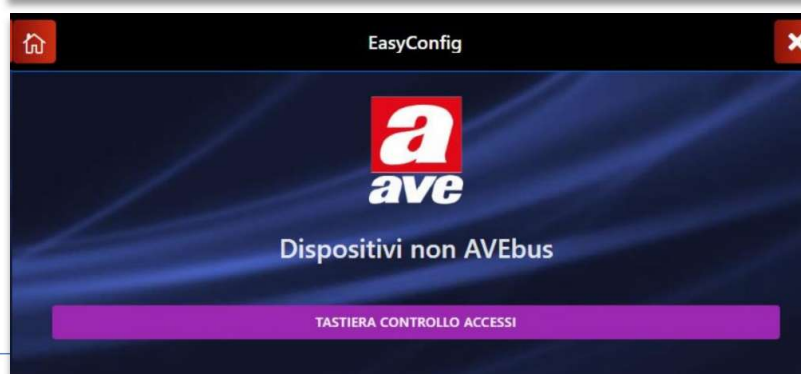 EasyConfig
a
ave
Dispositivi non AVEbus
TASTIERA CONTROLLO ACCESSI